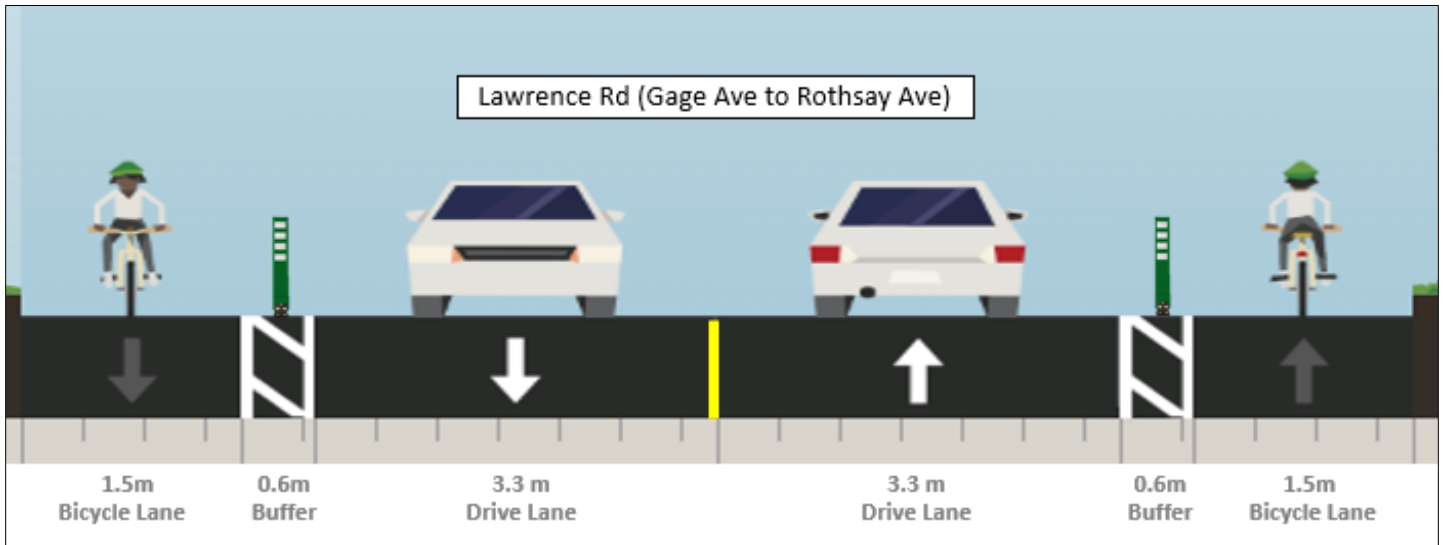 Lawrence Rd (Gage Ave to Rothsay Ave)
1.5m
Bicycle Lane
0.6m
Buffer
3.3 m
Drive Lane
3.3 m
Drive Lane
0.6m
Buffer
1.5m
Bicycle Lane